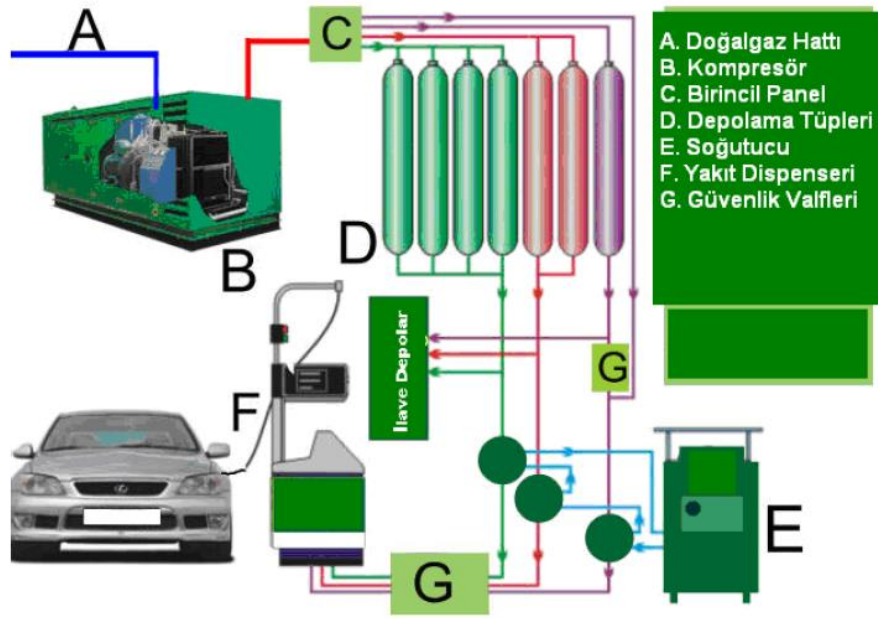 A
C
A. Doğalgaz Hattı
B. Kompresör
C. Birincil Panel
D. Depolama Tüpleri
E. Soğutucu
F. Yakıt Dispenseri
G. Güvenlik Valfleri
D
B
İlave Depolar
G
F
E
G